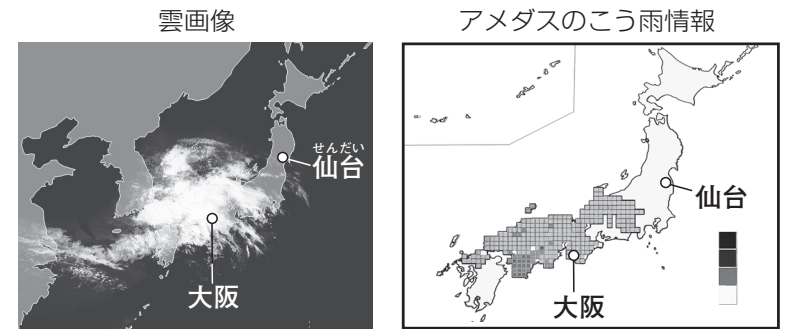 雲画像
アメダスのこう雨情報
せんだい
仙台
大阪
仙台
大阪